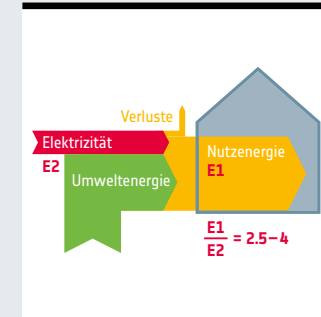 Verluste
Elektrizität
E2
Umweltenergie
Nutzenergie
E1
E1
E2
= 2.5–4